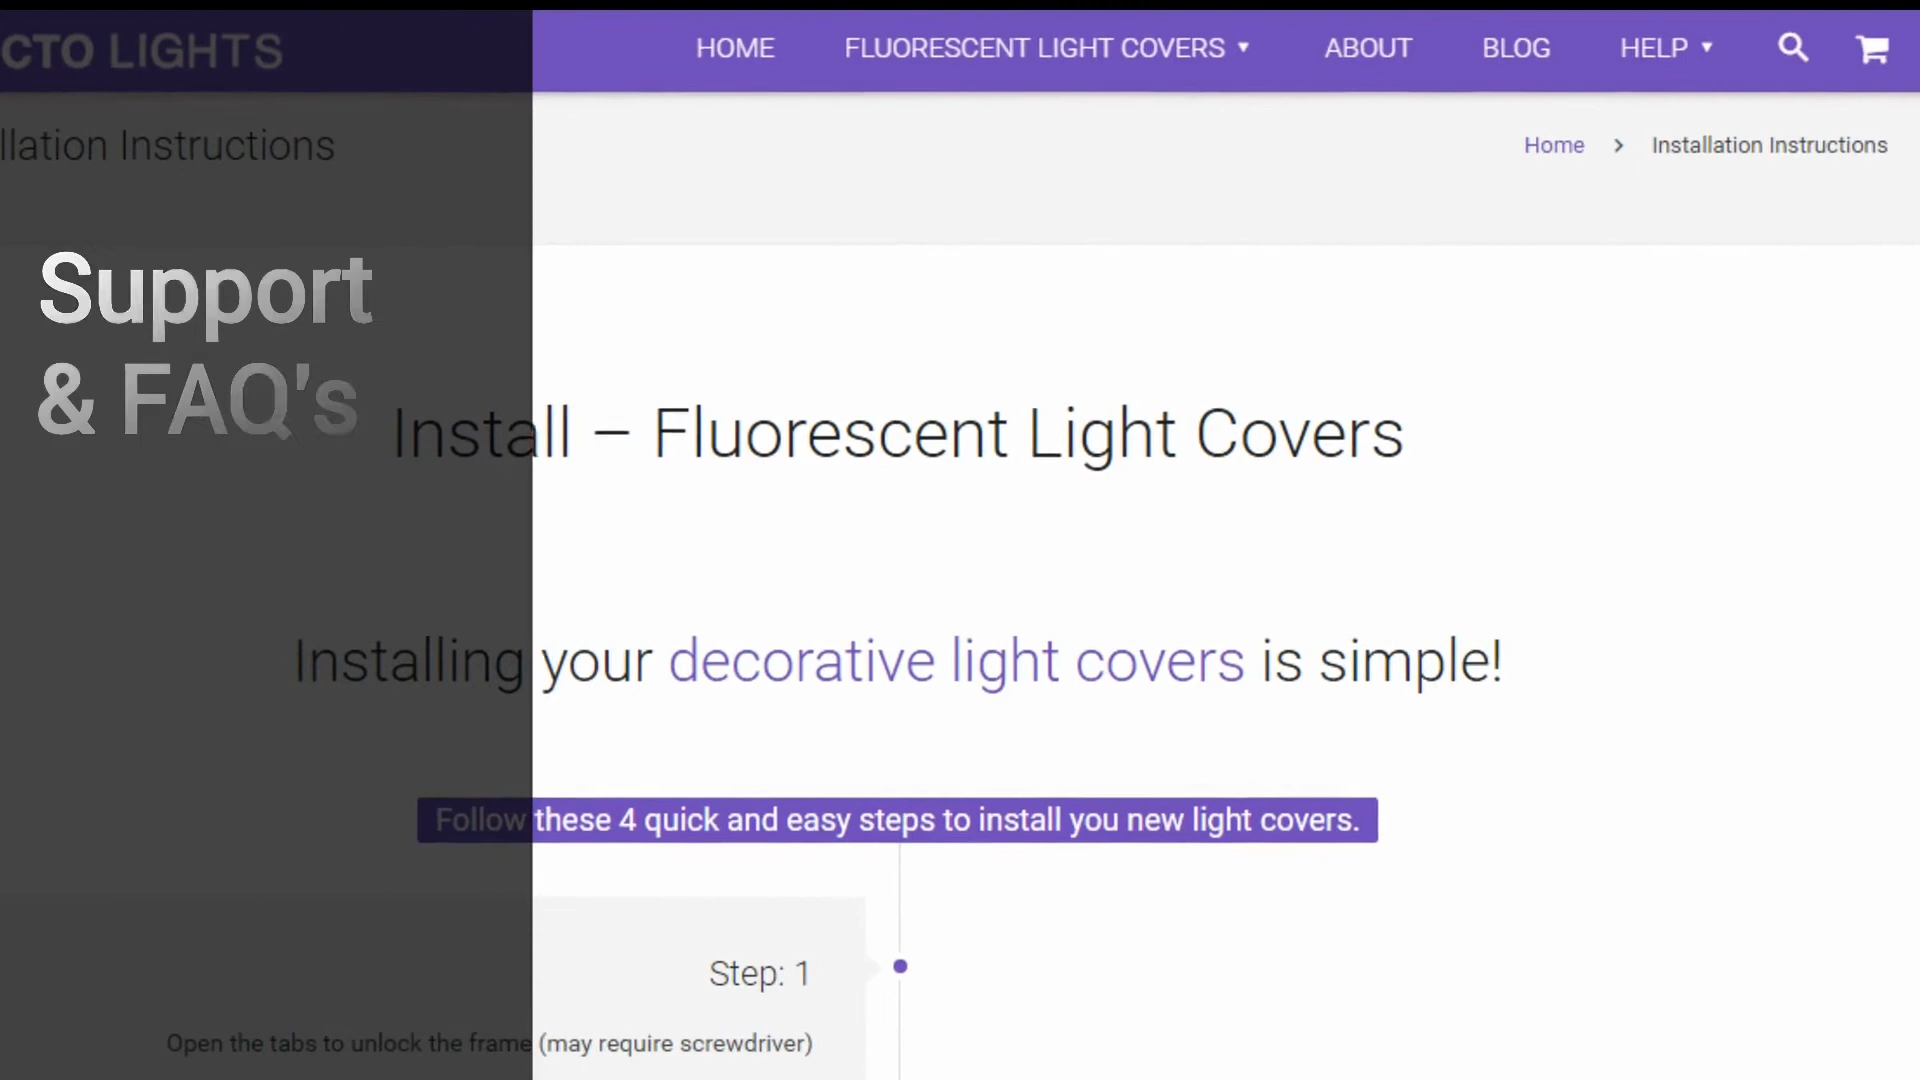 CTO LIGHTS
HOME FLUORESCENT LIGHT COVERS ABOUT BLOG HELP
llation Instructions
Home > Installation Instructions
Support
& FAQ's
Install – Fluorescent Light Covers
Installing your decorative light covers is simple!
Follow these 4 quick and easy steps to install you new light covers.
Step: 1
Open the tabs to unlock the frame (may require screwdriver)